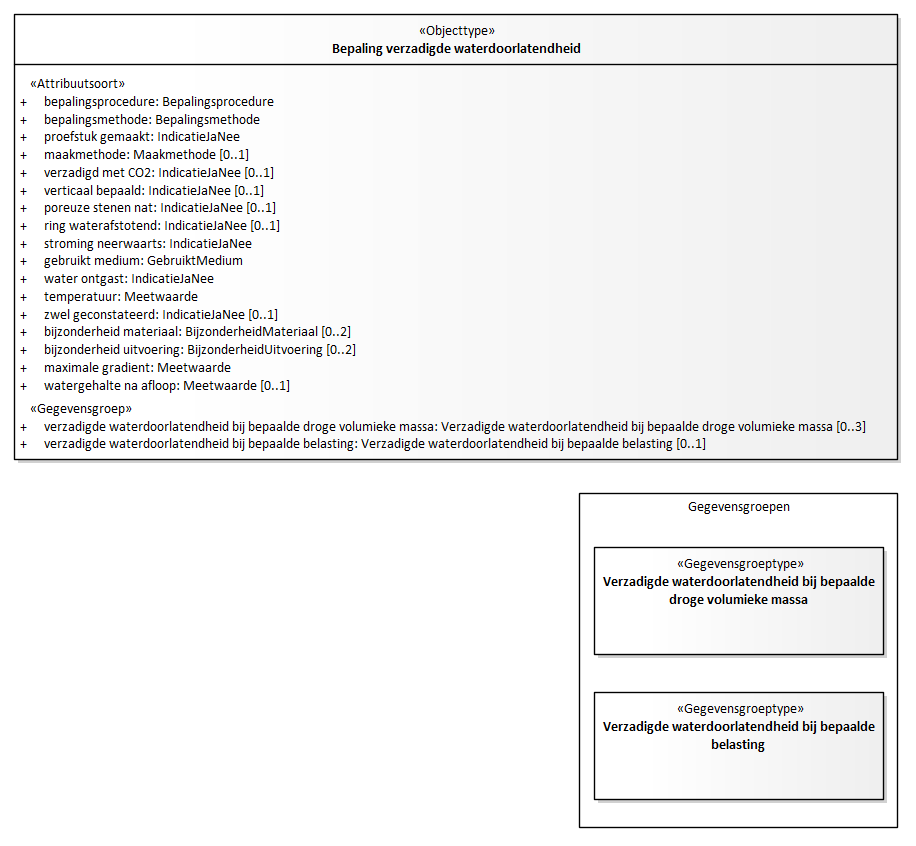 «Objecttype»
Bepaling verzadigde waterdoorlatendheid
«Attribuutsoort»
+ bepalingsprocedure: Bepalingsprocedure
+ bepalingsmethode: Bepalingsmethode
+ proefstuk gemaakt: IndicatieJaNee
+ maakmethode: Maakmethode [0..1]
+ verzadigd met CO2: IndicatieJaNee [0..1]
+ verticaal bepaald: IndicatieJaNee [0..1]
+ poreuze stenen nat: IndicatieJaNee [0..1]
+ ring waterafstotend: IndicatieJaNee [0..1]
+ stroming neerwaarts: IndicatieJaNee
+ gebruikt medium: GebruiktMedium
+ water ontgast: IndicatieJaNee
+ temperatuur: Meetwaarde
+ zwel geconstateerd: IndicatieJaNee [0..1]
+ bijzonderheid materiaal: BijzonderheidMateriaal [0..2]
+ bijzonderheid uitvoering: BijzonderheidUitvoering [0..2]
+ maximale gradient: Meetwaarde
+ watergehalte na afloop: Meetwaarde [0..1]
«Gegevensgroep»
+ verzadigde waterdoorlatendheid bij bepaalde droge volumieke massa: Verzadigde waterdoorlatendheid bij bepaalde droge volumieke massa [0..3]
+ verzadigde waterdoorlatendheid bij bepaalde belasting: Verzadigde waterdoorlatendheid bij bepaalde belasting [0..1]
Gegevensgroepen
«Gegevensgroeptype»
Verzadigde waterdoorlatendheid bij bepaalde
droge volumieke massa
«Gegevensgroeptype»
Verzadigde waterdoorlatendheid bij bepaalde
belasting